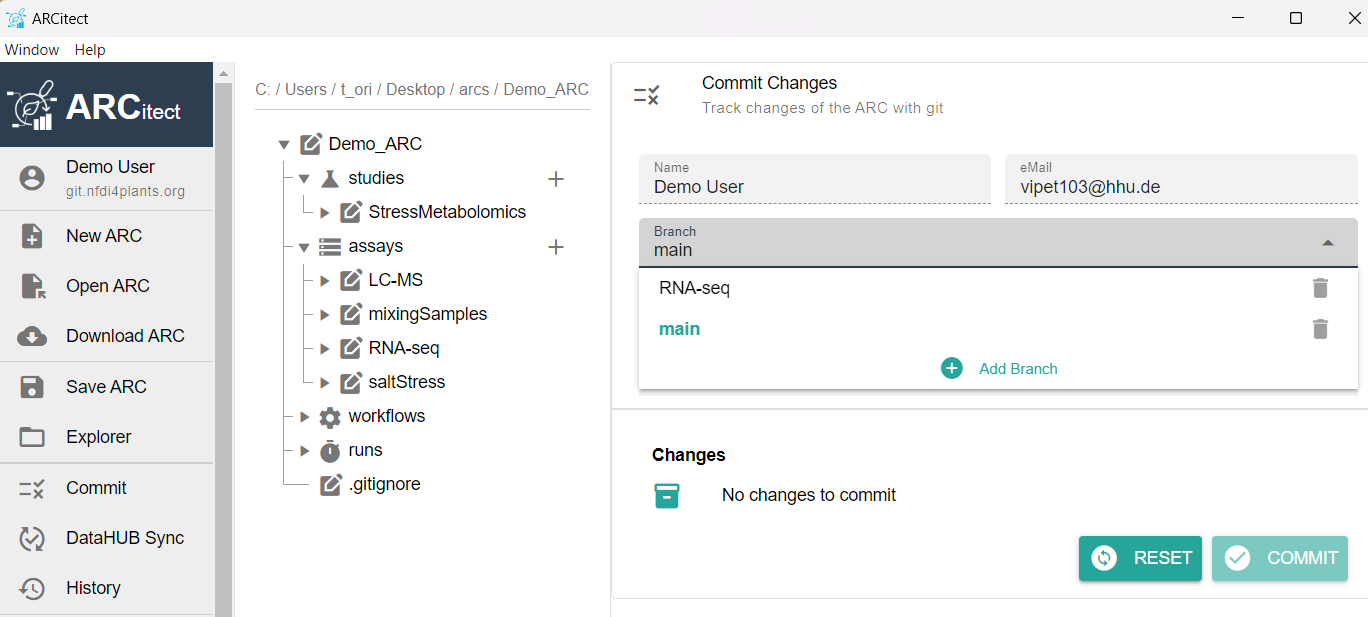 ARCitect
Window Help
ARCitect
Demo User
git.nfdi4plants.org
New ARC
Open ARC
Download ARC
Save ARC
Explorer
Commit
DataHUB Sync
History
C: / Users / t_ori / Desktop / arcs / Demo_ARC
Demo_ARC
studies
StressMetabolomics
assays
LC-MS
mixingSamples
RNA-seq
saltStress
workflows
runs
.gitignore
Commit Changes
Track changes of the ARC with git
Name
Demo User
eMail
vipet103@hhu.de
Branch
main
RNA-seq
main
Add Branch
Changes
No changes to commit
RESET
COMMIT